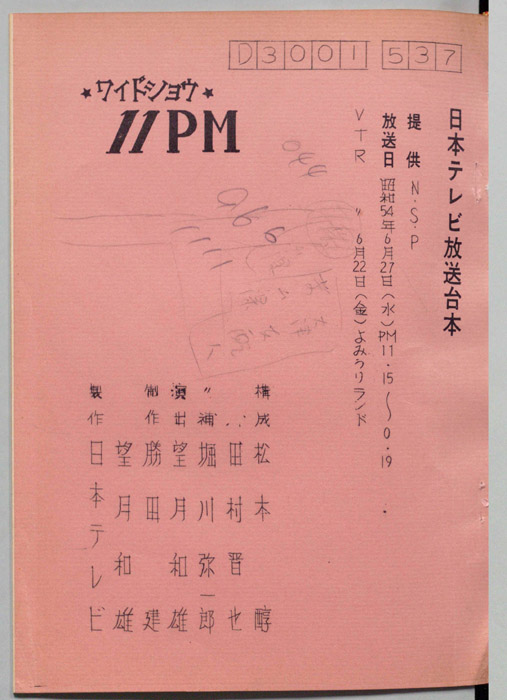 D3001 537
★ワイドショウ★
11PM
日本テレビ放送台本
提供 N.S.P
放送日 昭和54年6月27日(水)PM11.15〜0.19
VTR 〃 6月22日(金)よみうりランド
044
構成 松本醇
〃 田村晋也
〃 浦堀川弥一郎
演出 望月和雄
制作 勝田建
望月和雄
製作 日本テレビ